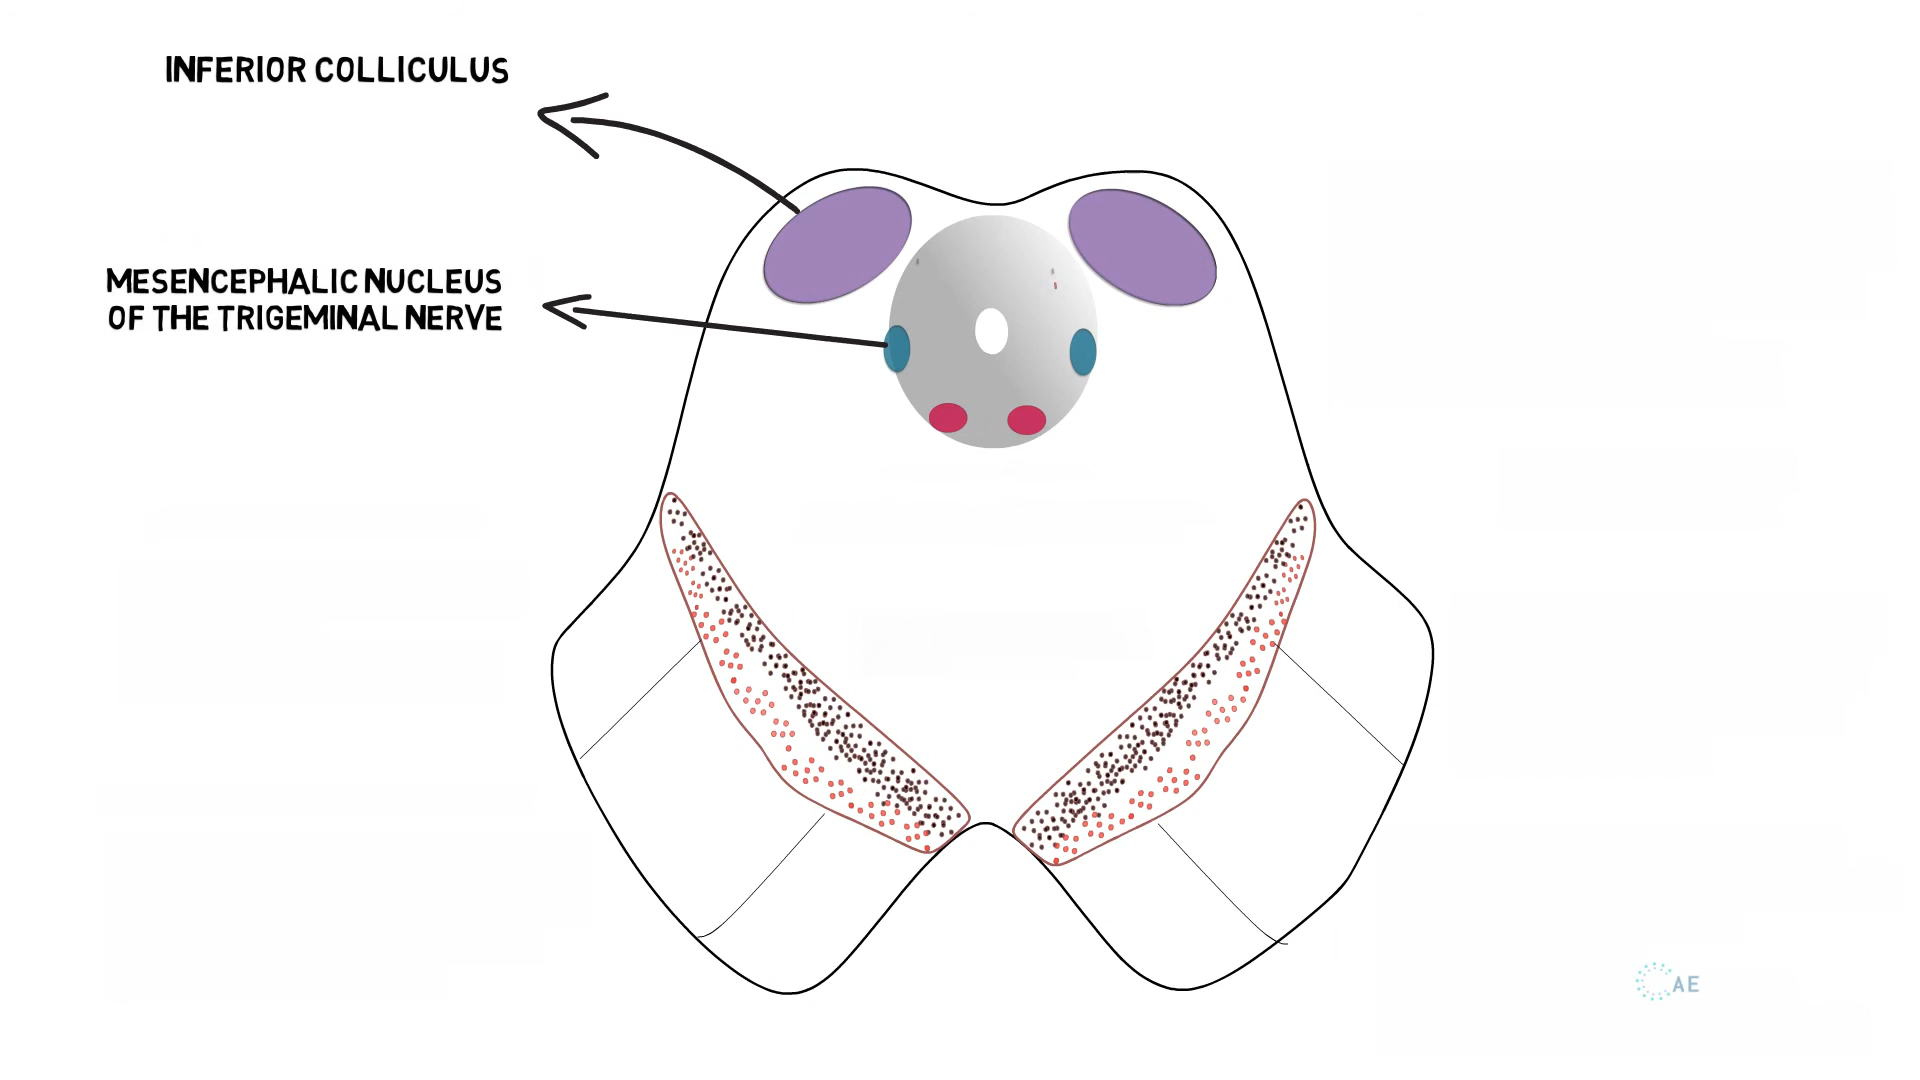 INFERIOR COLLICULUS
MESENCEPHALIC NUCLEUS
OF THE TRIGEMINAL NERVE
AE